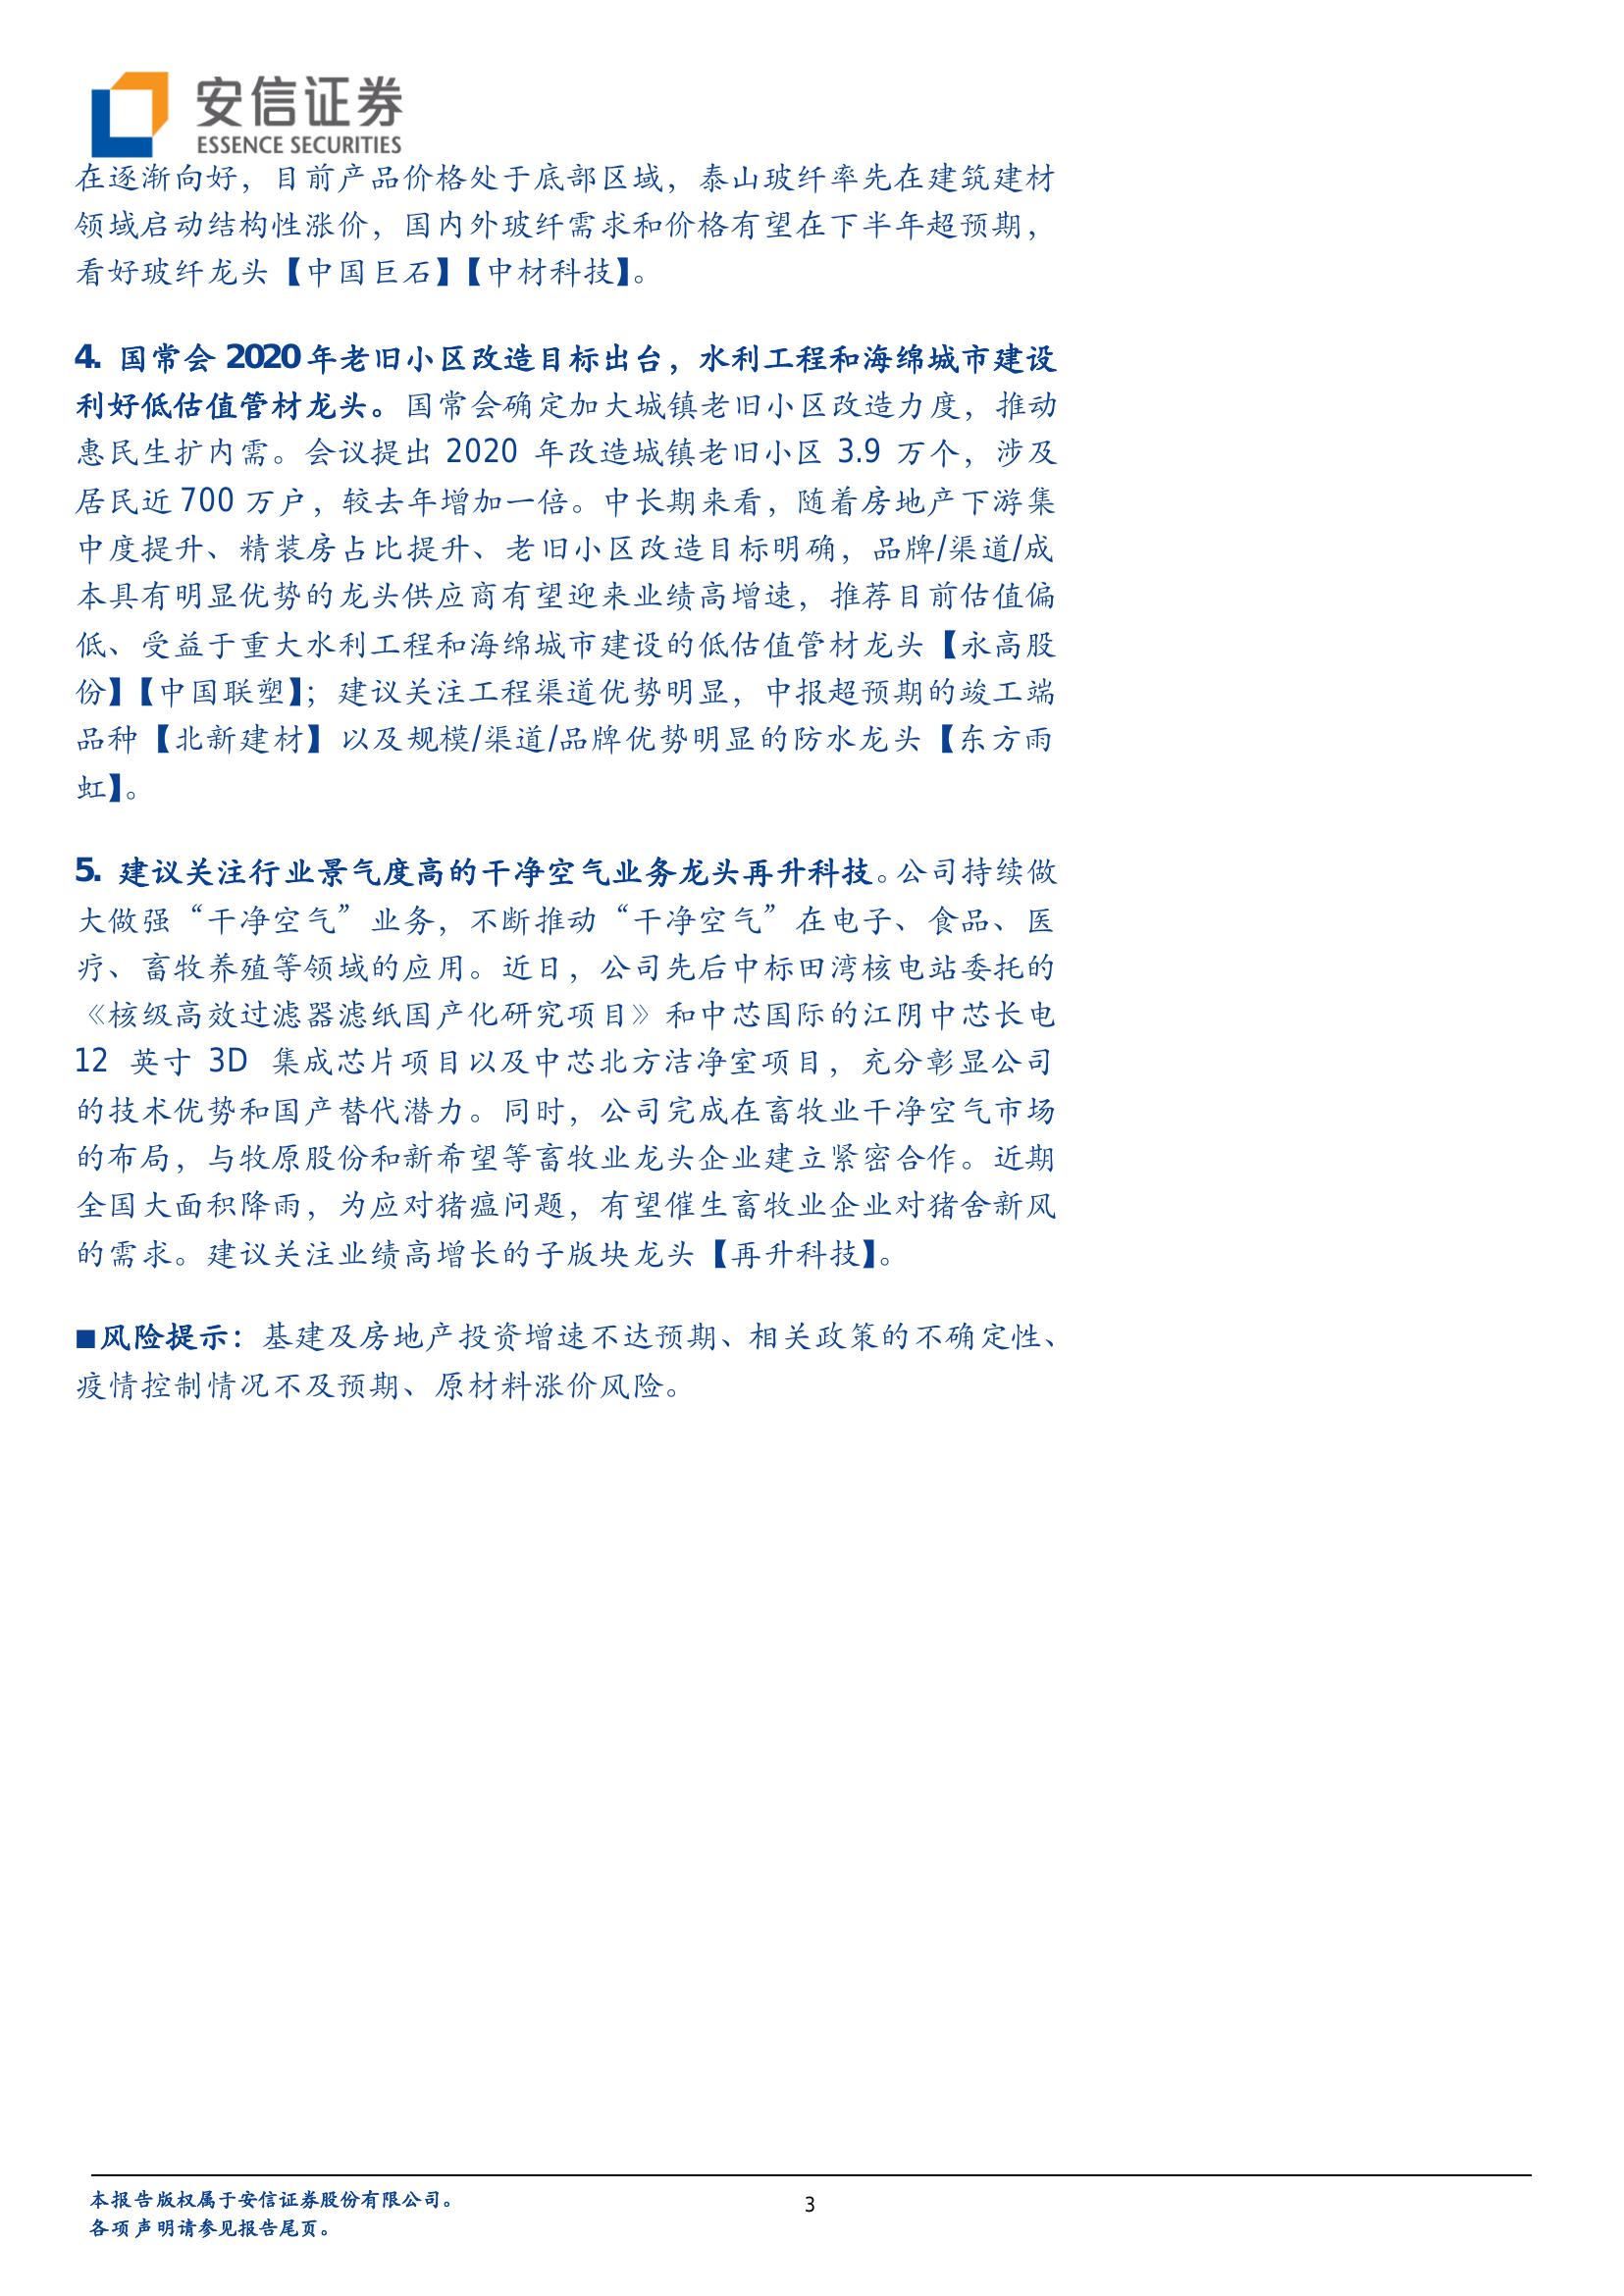 安信证券
ESSENCE SECURITIES
在逐渐向好，目前产品价格处于底部区域，泰山玻纤率先在建筑建材
领域启动结构性涨价，国内外玻纤需求和价格有望在下半年超预期，
看好玻纤龙头【中国巨石】【中材科技】。
4. 国常会 2020 年老旧小区改造目标出台，水利工程和海绵城市建设
利好低估值管材龙头。国常会确定加大城镇老旧小区改造力度，推动
惠民生扩内需。会议提出 2020 年改造城镇老旧小区 3.9 万个，涉及
居民近 700 万户，较去年增加一倍。中长期来看，随着房地产下游集
中度提升、精装房占比提升、老旧小区改造目标明确，品牌/渠道/成
本具有明显优势的龙头供应商有望迎来业绩高增速，推荐目前估值偏
低、受益于重大水利工程和海绵城市建设的低估值管材龙头【永高股
份】【中国联塑】；建议关注工程渠道优势明显，中报超预期的竣工端
品种【北新建材】以及规模/渠道/品牌优势明显的防水龙头【东方雨
虹】。
5. 建议关注行业景气度高的干净空气业务龙头再升科技。公司持续做
大做强“干净空气”业务，不断推动“干净空气”在电子、食品、医
疗、畜牧养殖等领域的应用。近日，公司先后中标田湾核电站委托的
《核级高效过滤器滤纸国产化研究项目》和中芯国际的江阴中芯长电
12 英寸 3D 集成芯片项目以及中芯北方洁净室项目，充分彰显公司
的技术优势和国产替代潜力。同时，公司完成在畜牧业干净空气市场
的布局，与牧原股份和新希望等畜牧业龙头企业建立紧密合作。近期
全国大面积降雨，为应对猪瘟问题，有望催生畜牧业企业对猪舍新风
的需求。建议关注业绩高增长的子版块龙头【再升科技】。
■风险提示：基建及房地产投资增速不达预期、相关政策的不确定性、
疫情控制情况不及预期、原材料涨价风险。
本报告版权属于安信证券股份有限公司。
3
各项声明请参见报告尾页。